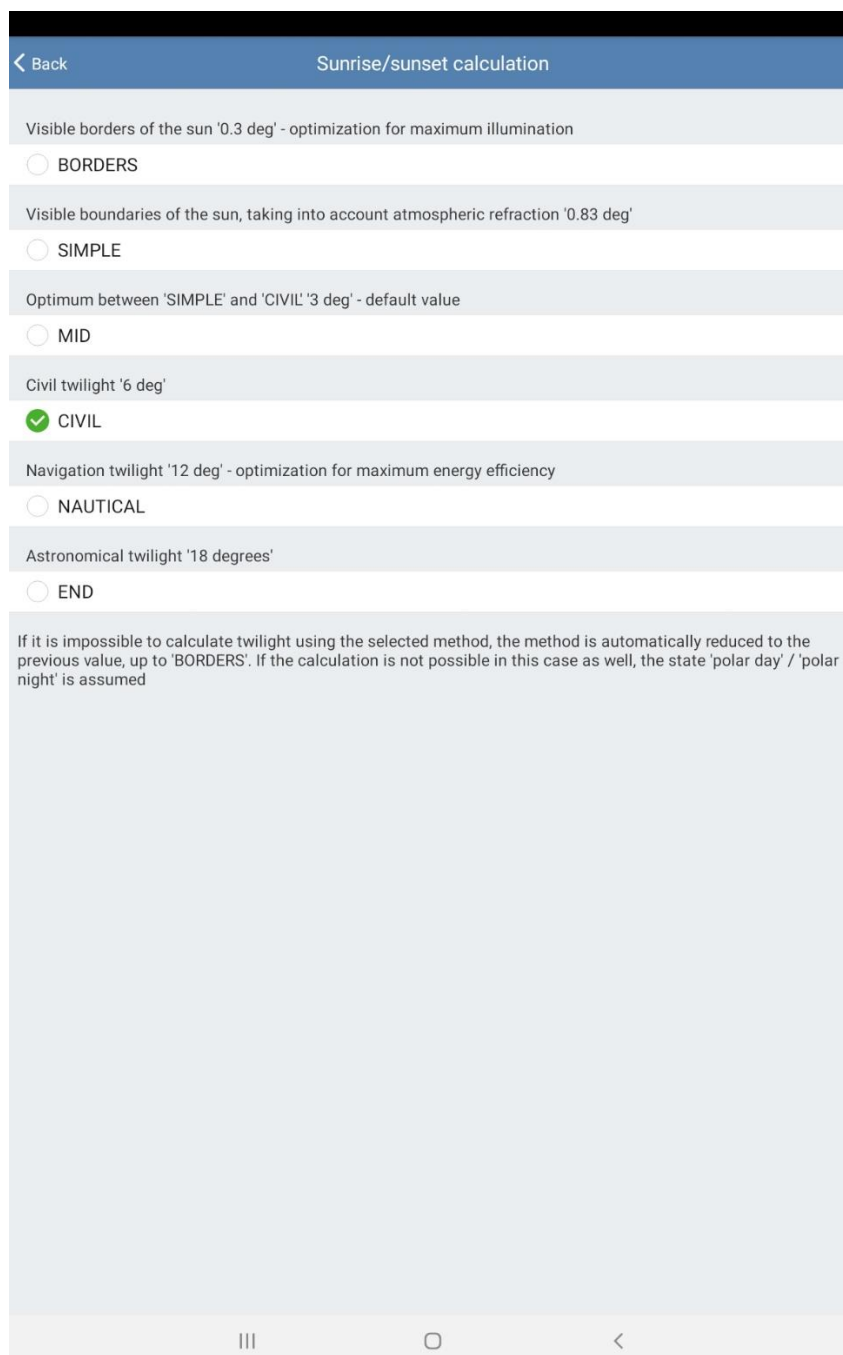 Back
Sunrise/sunset calculation
Visible borders of the sun '0.3 deg' - optimization for maximum illumination
BORDERS
Visible boundaries of the sun, taking into account atmospheric refraction '0.83 deg'
SIMPLE
Optimum between 'SIMPLE' and 'CIVIL' '3 deg' - default value
MID
Civil twilight '6 deg'
CIVIL
Navigation twilight '12 deg' - optimization for maximum energy efficiency
NAUTICAL
Astronomical twilight '18 degrees'
END
If it is impossible to calculate twilight using the selected method, the method is automatically reduced to the
previous value, up to 'BORDERS'. If the calculation is not possible in this case as well, the state 'polar day' / 'polar
night' is assumed